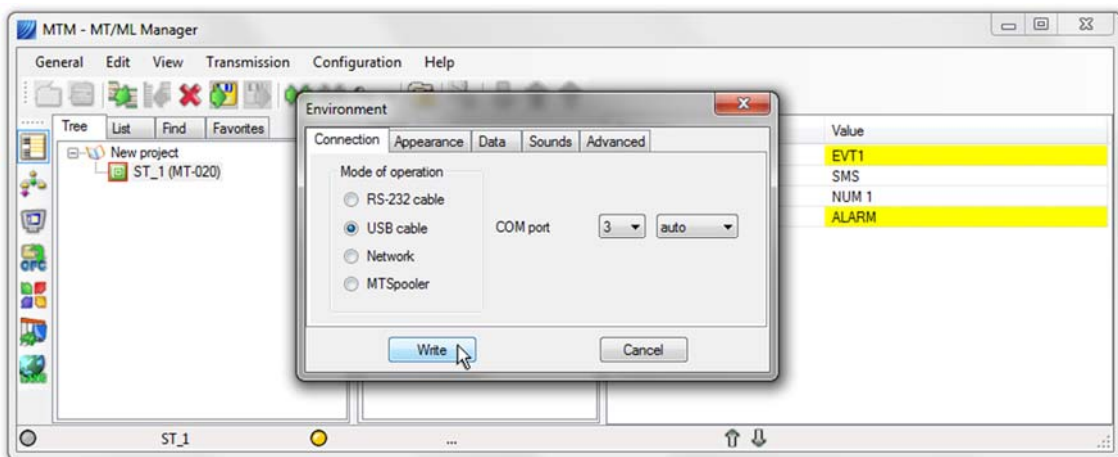 MTM - MT/ML Manager
General Edit View Transmission Configuration Help
Tree List Find Favorites
New project
ST_1 (MT-020)
Environment
Connection Appearance Data Sounds Advanced
Mode of operation
RS-232 cable
USB cable
Network
MTSpooler
COM port 3 auto
Write Cancel
Value
EVT1
SMS
NUM 1
ALARM
ST_1 ...